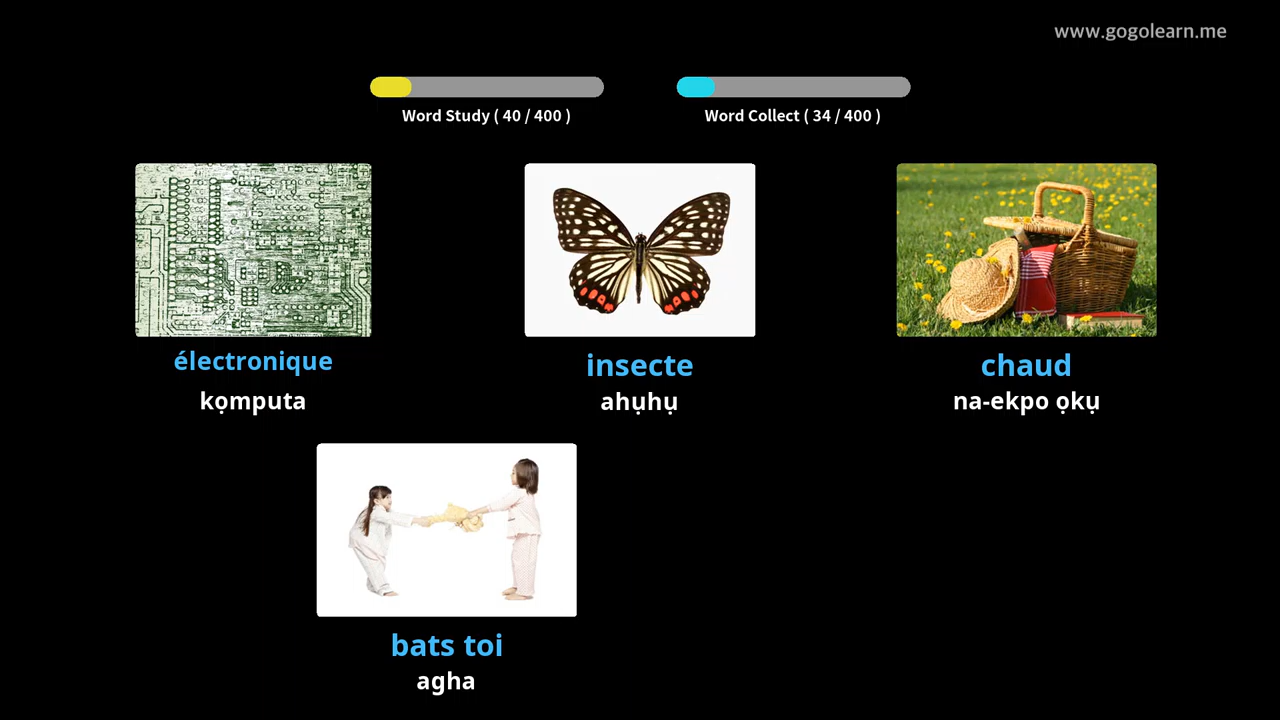 www.gogolearn.me
Word Study ( 40 / 400 )
Word Collect ( 34 / 400 )
électronique
kọmputa
insecte
ahụhụ
chaud
na-ekpo ọkụ
bats toi
agha